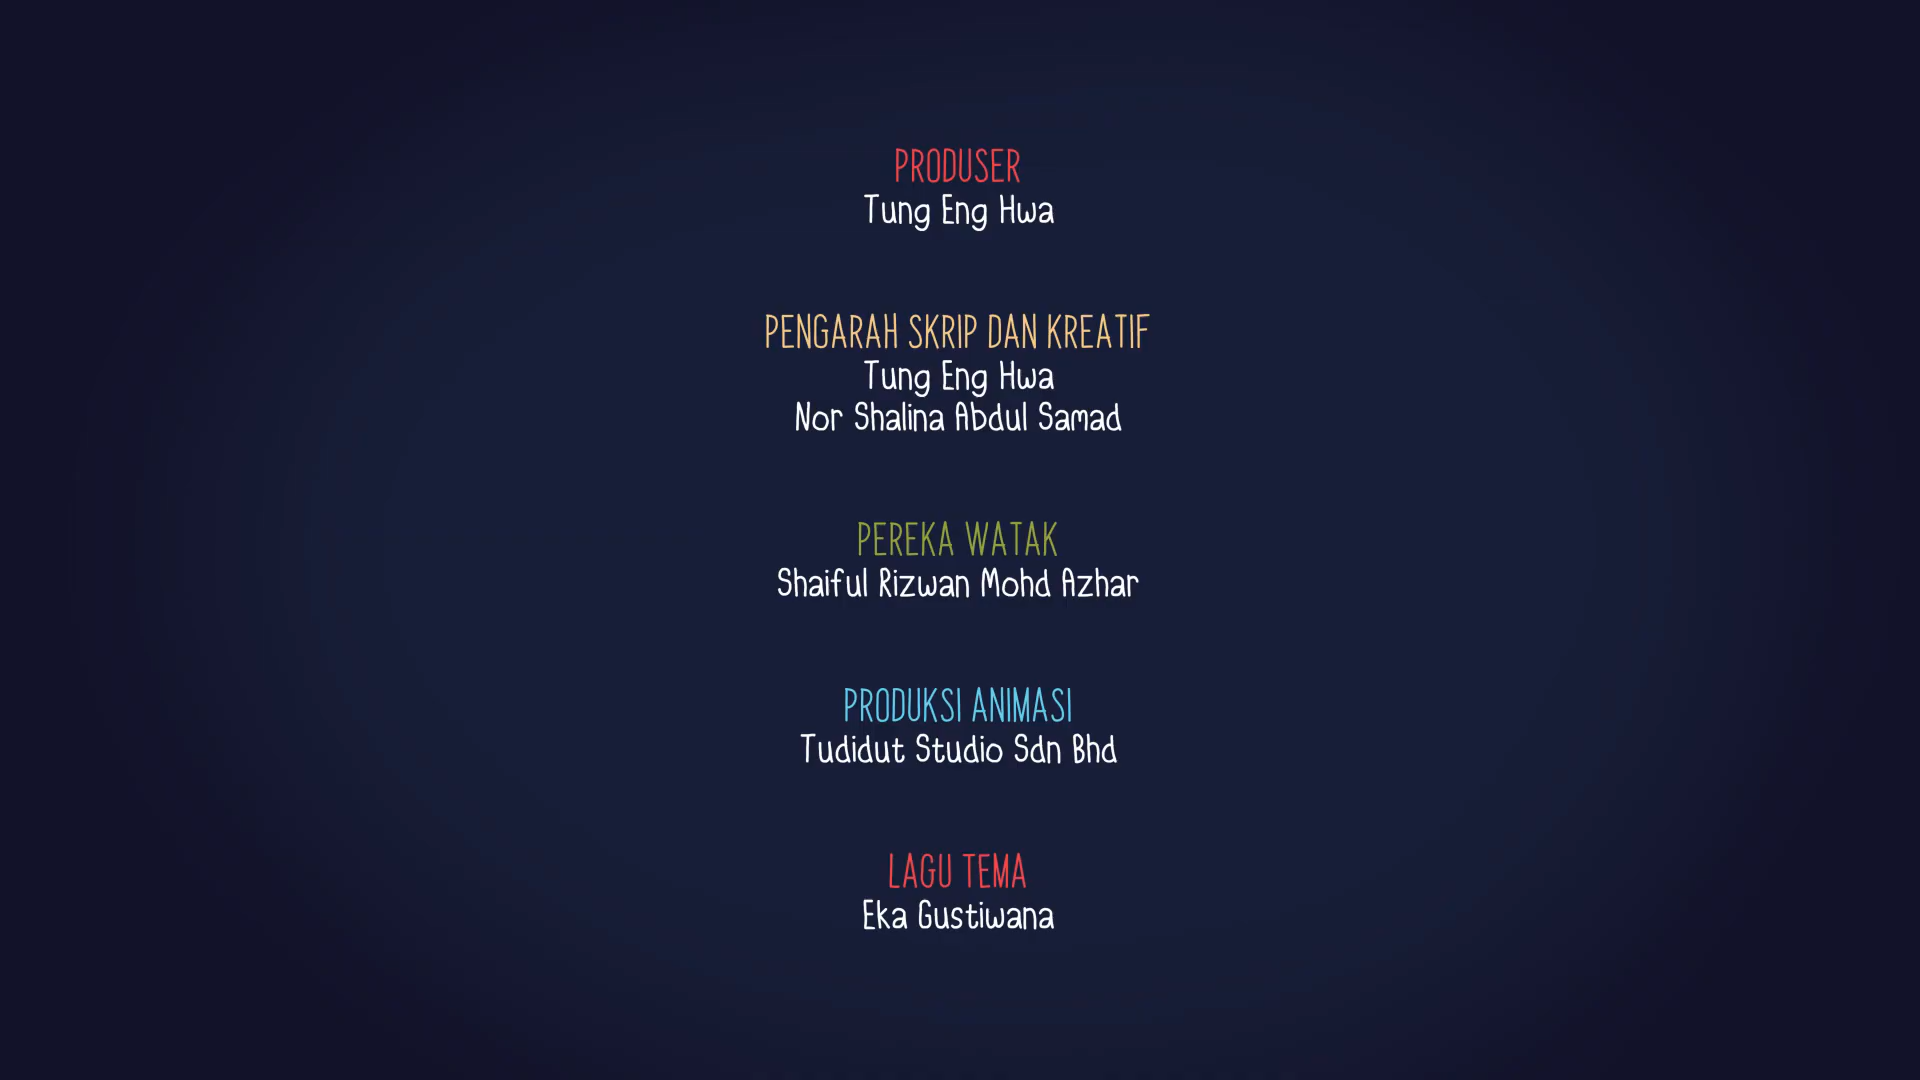 PRODUSER
Tung Eng Hwa
PENGARAH SKRIP DAN KREATIF
Tung Eng Hwa
Nor Shalina Abdul Samad
PEREKA WATAK
Shaiful Rizwan Mohd Azhar
PRODUKSI ANIMASI
Tudidut Studio Sdn Bhd
LAGU TEMA
Eka Gustiwana